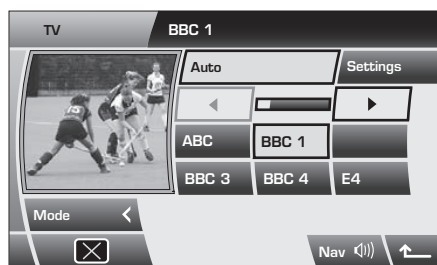 TV BBC 1
Auto Settings
ABC BBC 1
BBC 3 BBC 4 E4
Mode
Nav